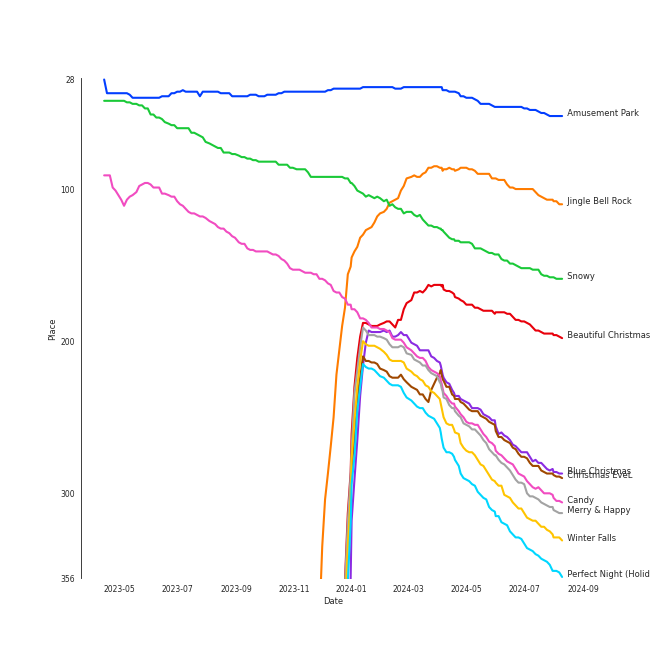 28
100
200
300
356
Place
Amusement Park
Jingle Bell Rock
Snowy
Beautiful Christmas
Blue Christmas
Christmas EveL
Candy
Merry & Happy
Winter Falls
Perfect Night (Holid
2023-05 2023-07 2023-09 2023-11 2024-01 2024-03 2024-05 2024-07 2024-09
Date